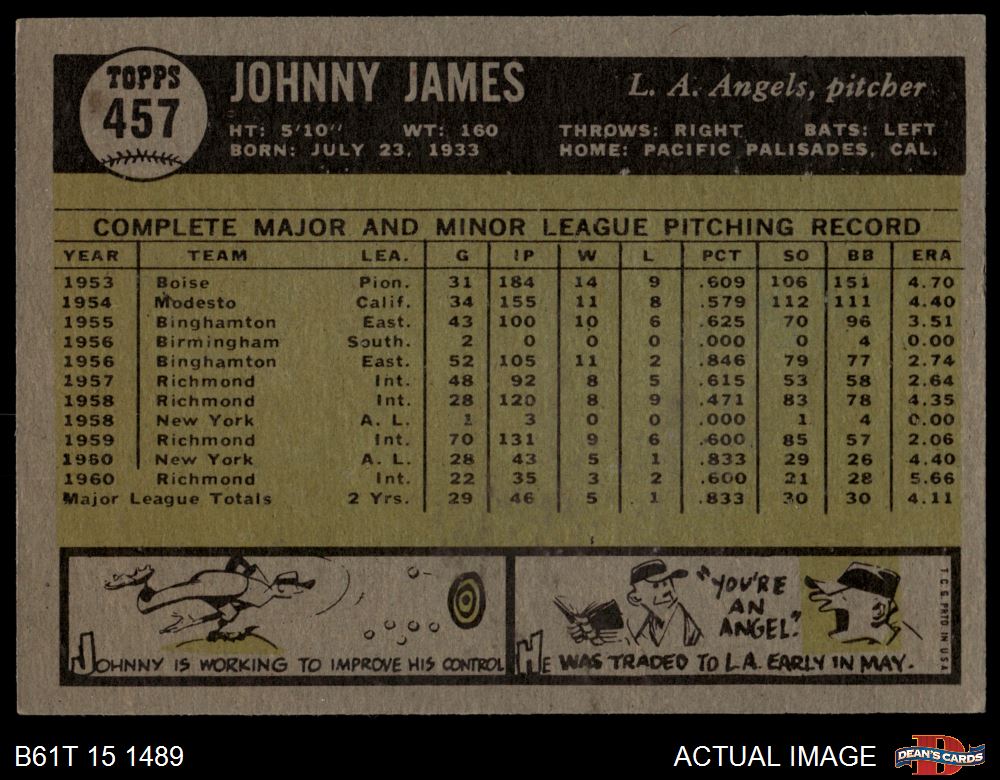 TOPPS
457
JOHNNY JAMES
L. A. Angels, pitcher
HT: 5'10" WT: 160 THROWS: RIGHT BATS: LEFT
BORN: JULY 23, 1933 HOME: PACIFIC PALISADES, CAL.
COMPLETE MAJOR AND MINOR LEAGUE PITCHING RECORD
YEAR TEAM LEA. G IP W L PCT SO BB ERA
1953 Boise Pion. 31 184 14 9 .609 106 151 4.70
1954 Modesto Calif. 34 155 11 8 .579 112 111 4.40
1955 Binghamton East. 43 100 10 6 .625 70 96 3.51
1956 Birmingham South. 2 0 0 0 .000 0 4 0.00
1956 Binghamton East. 52 105 11 2 .846 79 77 2.74
1957 Richmond Int. 48 92 8 5 .615 53 58 2.64
1958 Richmond Int. 28 120 8 9 .471 83 78 4.35
1958 New York A. L. 1 3 0 0 .000 1 4 0.00
1959 Richmond Int. 70 131 9 6 .600 85 57 2.06
1960 New York A. L. 28 43 5 1 .833 29 26 4.40
1960 Richmond Int. 22 35 3 2 .600 21 28 5.66
Major League Totals 2 Yrs. 29 46 5 1 .833 30 30 4.11
JOHNNY IS WORKING TO IMPROVE HIS CONTROL
"YOU'RE
AN
ANGEL."
HE WAS TRADED TO L.A. EARLY IN MAY.
T.C.G. PRTD IN U.S.A.
B61T 15 1489
ACTUAL IMAGE
D
DEAN'S CARDS